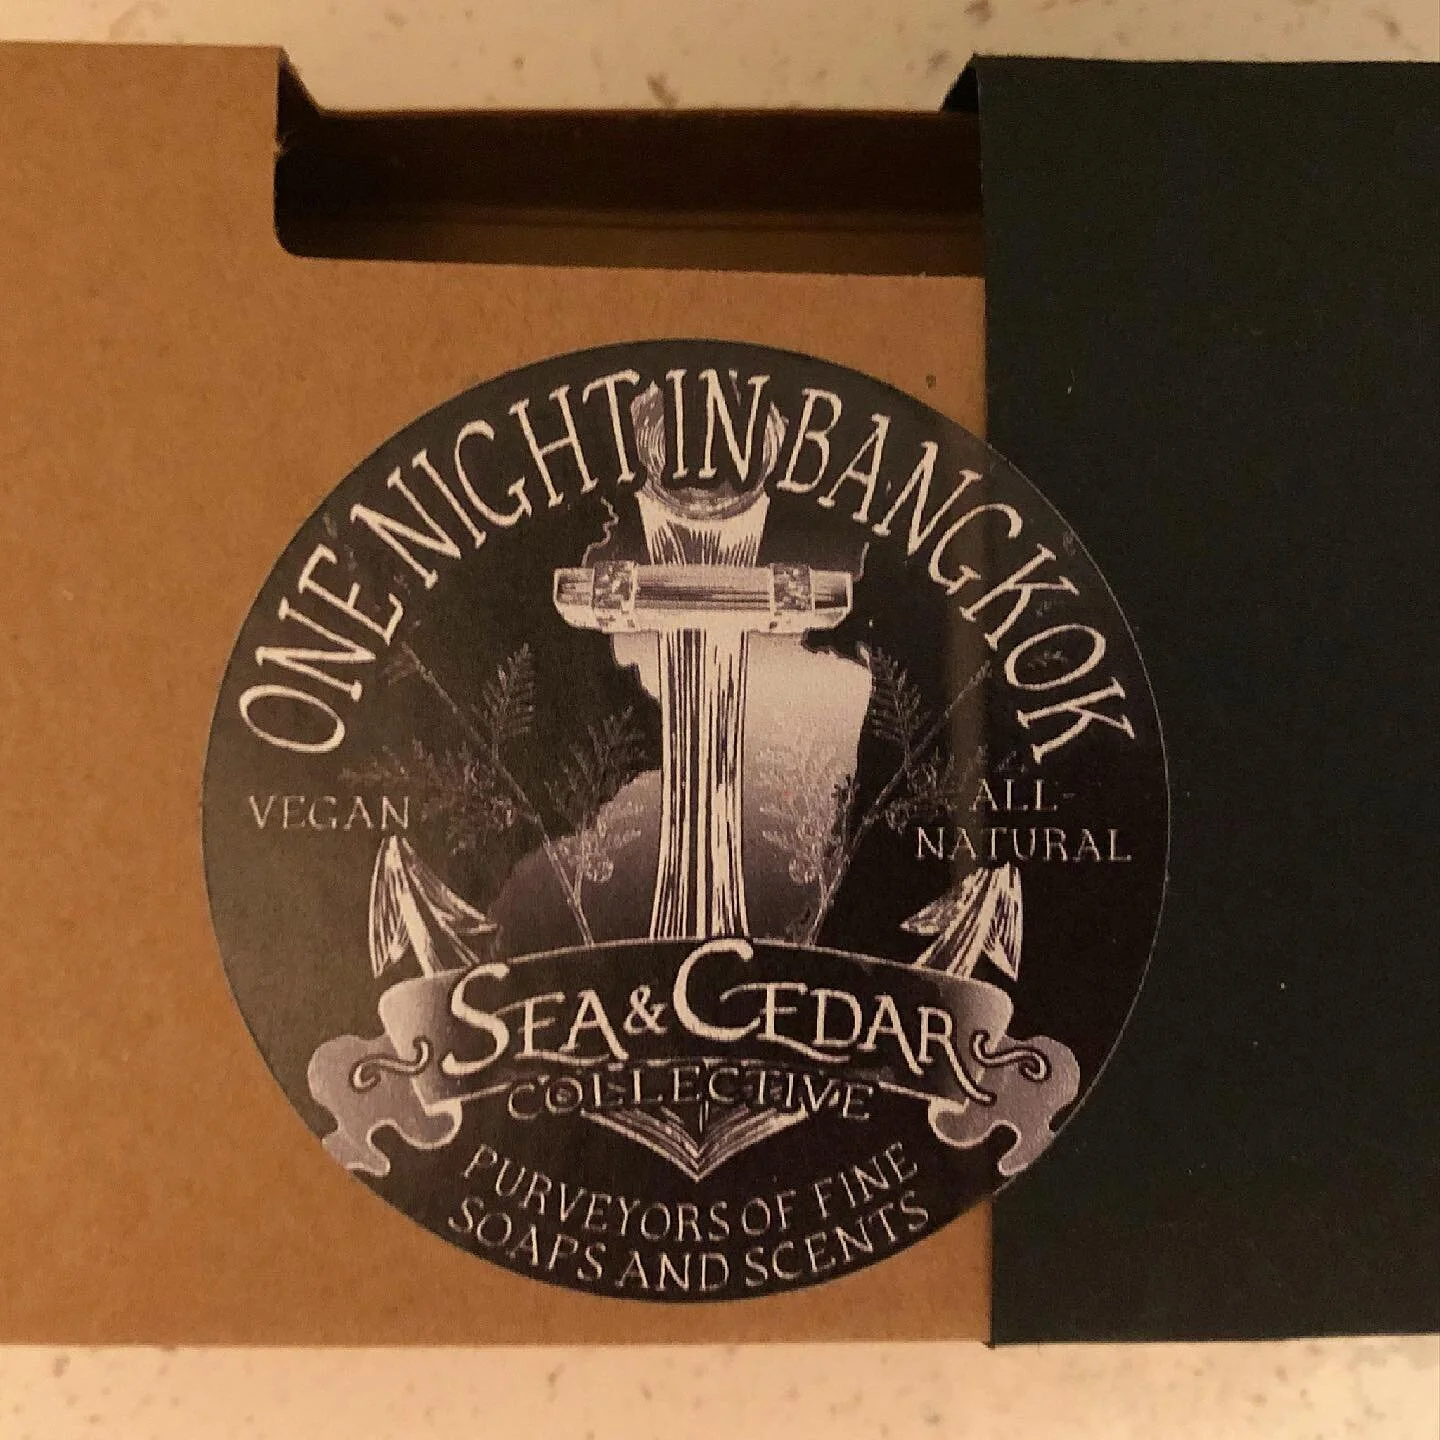 ONE NIGHT IN BANGKOK
VEGAN
ALL-
NATURAL
SEA & CEDAR
COLLECTIVE
PURVEYORS OF FINE
SOAPS AND SCENTS